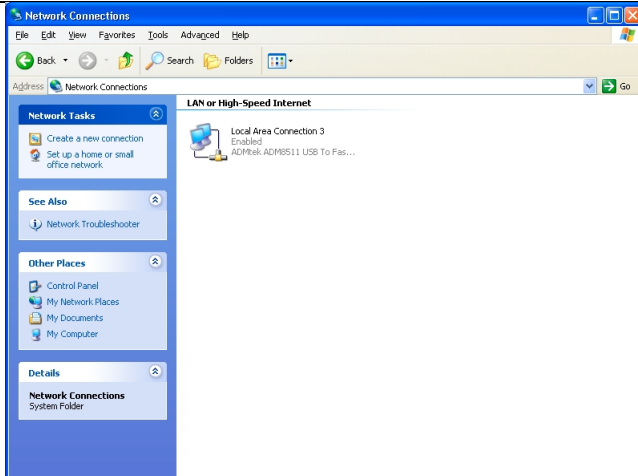 Network Connections
File Edit View Favorites Tools Advanced Help
Back Search Folders
Address Network Connections Go
LAN or High-Speed Internet
Network Tasks
Create a new connection
Set up a home or small
office network
Local Area Connection 3
Enabled
ADMtek ADM8511 USB To Fas...
See Also
Network Troubleshooter
Other Places
Control Panel
My Network Places
My Documents
My Computer
Details
Network Connections
System Folder